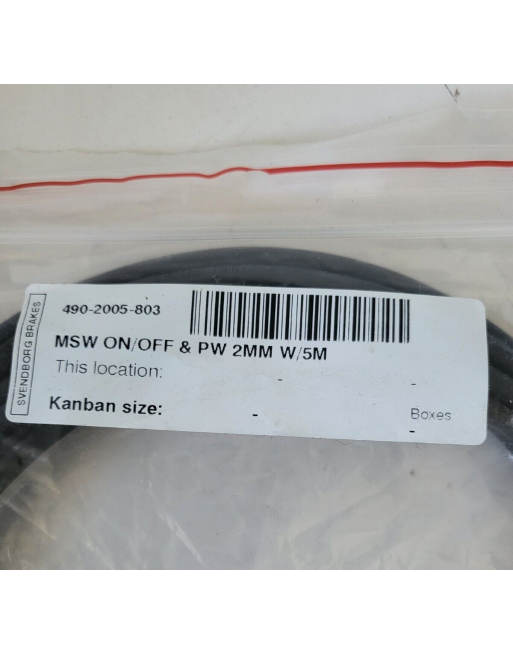 SVENDBORG BRAKES
490-2005-803
MSW ON/OFF & PW 2MM W/5M
This location: - -
Kanban size: - Boxes
-